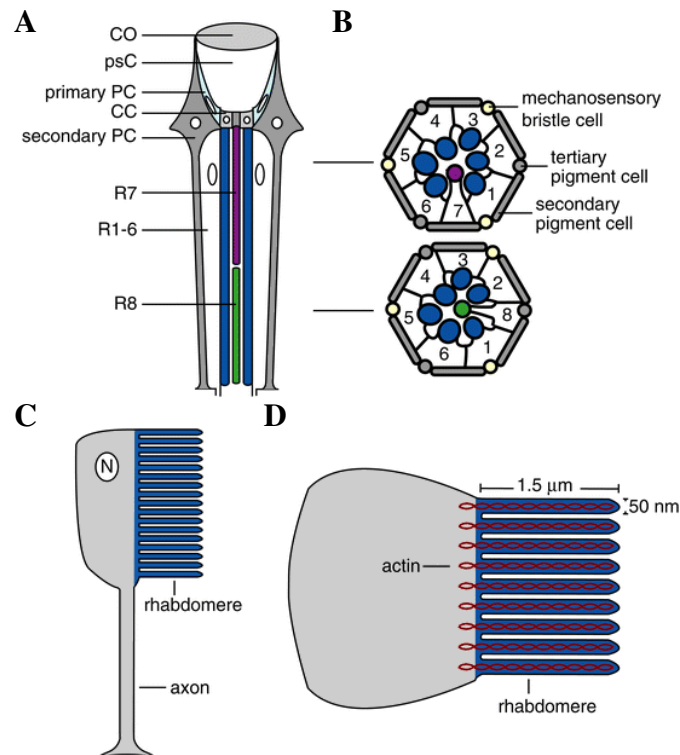 A
CO
psC
primary PC
CC
secondary PC
R7
R1-6
R8
B
4
3
5
2
6
7
1
mechanosensory
bristle cell
tertiary
pigment cell
secondary
pigment cell
3
4
2
5
8
6
1
C
N
rhabdomere
axon
D
1.5 μm
50 nm
actin
rhabdomere